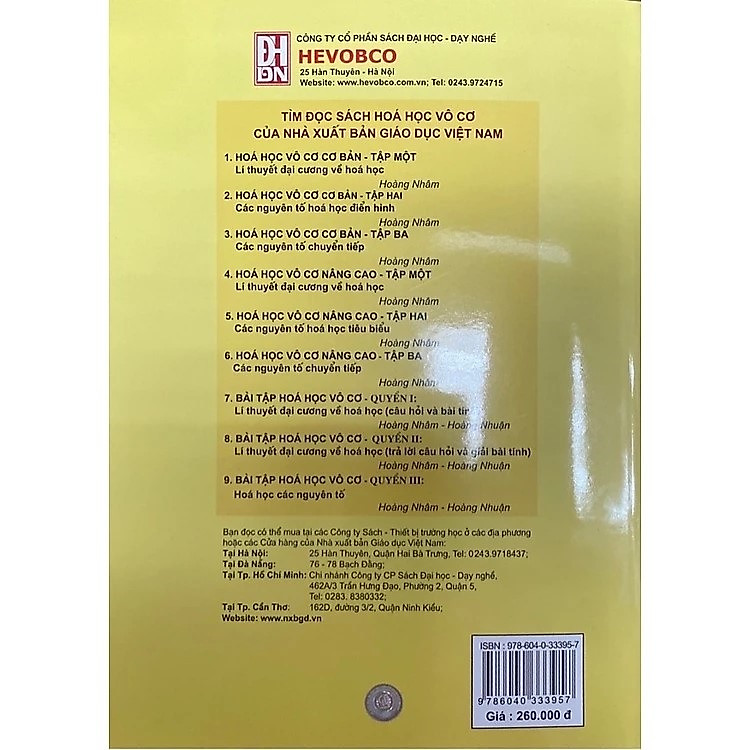 ĐH
DN
CÔNG TY CỔ PHẦN SÁCH ĐẠI HỌC - DẠY NGHỀ
HEVOBCO
25 Hàn Thuyên - Hà Nội
Website: www.hevobco.com.vn; Tel: 0243.9724715
TÌM ĐỌC SÁCH HOÁ HỌC VÔ CƠ
CỦA NHÀ XUẤT BẢN GIÁO DỤC VIỆT NAM
1. HOÁ HỌC VÔ CƠ CƠ BẢN - TẬP MỘT
Lí thuyết đại cương về hoá học
Hoàng Nhâm
2. HOÁ HỌC VÔ CƠ CƠ BẢN - TẬP HAI
Các nguyên tố hoá học điển hình
Hoàng Nhâm
3. HOÁ HỌC VÔ CƠ CƠ BẢN - TẬP BA
Các nguyên tố chuyển tiếp
Hoàng Nhâm
4. HOÁ HỌC VÔ CƠ NÂNG CAO - TẬP MỘT
Lí thuyết đại cương về hoá học
Hoàng Nhâm
5. HOÁ HỌC VÔ CƠ NÂNG CAO - TẬP HAI
Các nguyên tố hoá học tiêu biểu
Hoàng Nhâm
6. HOÁ HỌC VÔ CƠ NÂNG CAO - TẬP BA
Các nguyên tố chuyển tiếp
Hoàng Nhâm
7. BÀI TẬP HOÁ HỌC VÔ CƠ - QUYỂN I:
Lí thuyết đại cương về hoá học (câu hỏi và bài tập)
Hoàng Nhâm - Hoàng Nhuận
8. BÀI TẬP HOÁ HỌC VÔ CƠ - QUYỂN II:
Lí thuyết đại cương về hoá học (trả lời câu hỏi và giải bài tính)
Hoàng Nhâm - Hoàng Nhuận
9. BÀI TẬP HOÁ HỌC VÔ CƠ - QUYỂN III:
Hoá học các nguyên tố
Hoàng Nhâm - Hoàng Nhuận
Bạn đọc có thể mua tại các Công ty Sách - Thiết bị trường học ở các địa phương
hoặc các Cửa hàng của Nhà xuất bản Giáo dục Việt Nam:
Tại Hà Nội: 25 Hàn Thuyên, Quận Hai Bà Trưng, Tel: 0243.9718437;
Tại Đà Nẵng: 76 - 78 Bạch Đằng;
Tại Tp. Hồ Chí Minh: Chi nhánh Công ty CP Sách Đại học - Dạy nghề,
462A/3 Trần Hưng Đạo, Phường 2, Quận 5,
Tel: 0283. 8380332;
Tại Tp. Cần Thơ: 162D, đường 3/2, Quận Ninh Kiều;
Website: www.nxbgd.vn
ISBN : 978-604-0-33395-7
9 786040 333957
Giá : 260.000 đ